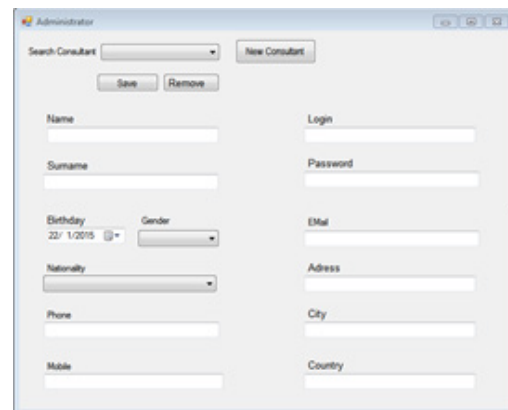 Administrator
Search Consultant New Consultant
Save Remove
Name Login
Surname Password
Birthday Gender EMail
22/ 1/2015
Nationality Adress
Phone City
Mobile Country